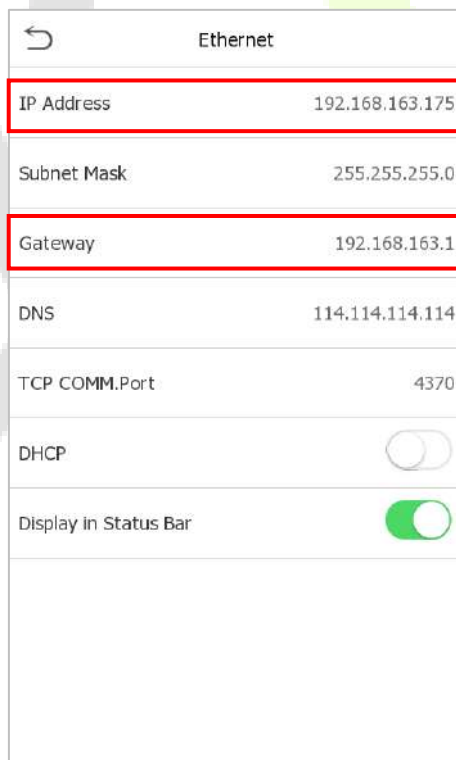 Ethernet
IP Address 192.168.163.175
Subnet Mask 255.255.255.0
Gateway 192.168.163.1
DNS 114.114.114.114
TCP COMM.Port 4370
DHCP
Display in Status Bar